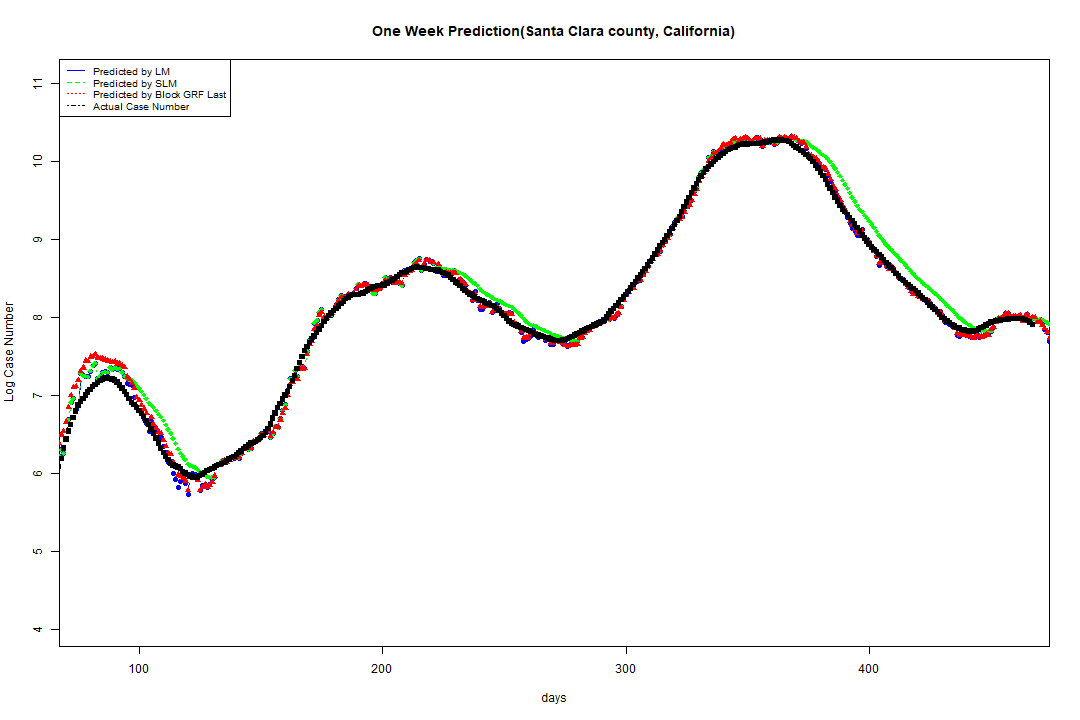 One Week Prediction(Santa Clara county, California)
Predicted by LM
Predicted by SLM
Predicted by Block GRF Last
Actual Case Number
11
10
9
8
7
6
5
4
Log Case Number
100 200 300 400
days